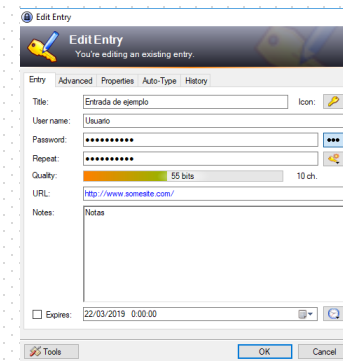 Edit Entry
Edit Entry
You're editing an existing entry.
Entry Advanced Properties Auto-Type History
Title: Entrada de ejemplo Icon:
User name: Usuario
Password: ●●●●●●●●●●
Repeat: ●●●●●●●●●●
Quality: 55 bits 10 ch.
URL: http://www.somesite.com/
Notes: Notas
Expires: 22/03/2019 0:00:00
Tools OK Cancel